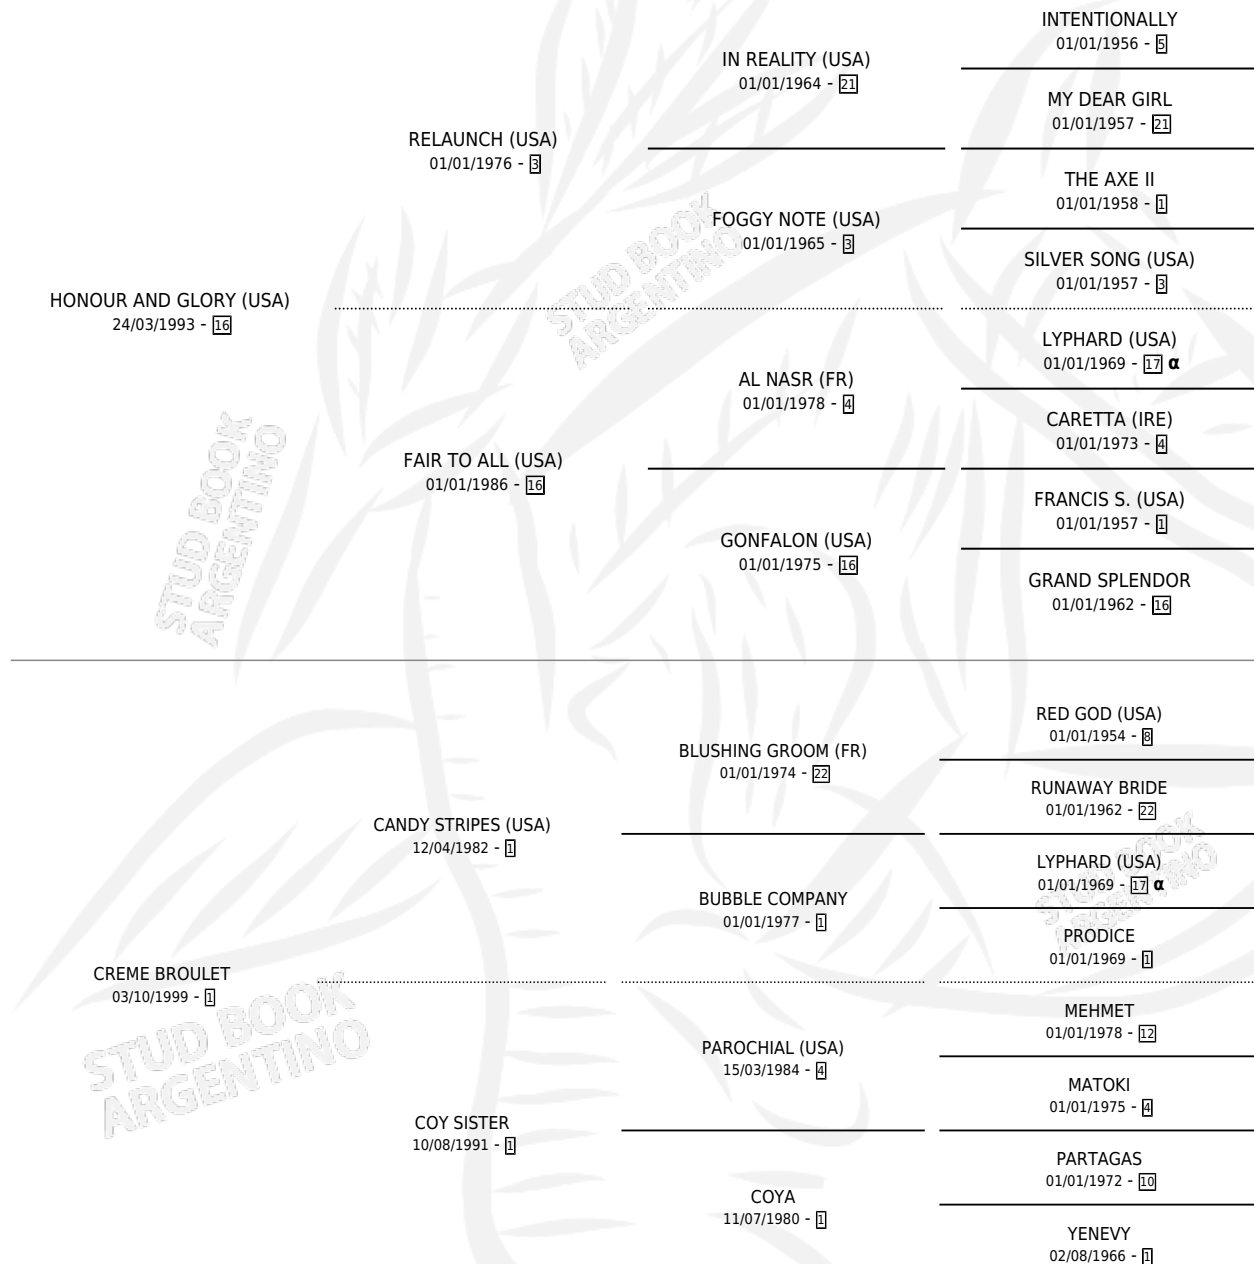 INTENTIONALLY
01/01/1956 - 5
IN REALITY (USA)
01/01/1964 - 21
MY DEAR GIRL
01/01/1957 - 21
RELAUNCH (USA)
01/01/1976 - 3
THE AXE II
01/01/1958 - 1
FOGGY NOTE (USA)
01/01/1965 - 3
SILVER SONG (USA)
01/01/1957 - 3
HONOUR AND GLORY (USA)
24/03/1993 - 16
LYPHARD (USA)
01/01/1969 - 17 α
AL NASR (FR)
01/01/1978 - 4
CARETTA (IRE)
01/01/1973 - 4
FAIR TO ALL (USA)
01/01/1986 - 16
FRANCIS S. (USA)
01/01/1957 - 1
GONFALON (USA)
01/01/1975 - 16
GRAND SPLENDOR
01/01/1962 - 16
RED GOD (USA)
01/01/1954 - 8
BLUSHING GROOM (FR)
01/01/1974 - 22
RUNAWAY BRIDE
01/01/1962 - 22
CANDY STRIPES (USA)
12/04/1982 - 1
LYPHARD (USA)
01/01/1969 - 17 α
BUBBLE COMPANY
01/01/1977 - 1
PRODICE
01/01/1969 - 1
CREME BROULET
03/10/1999 - 1
MEHMET
01/01/1978 - 12
PAROCHIAL (USA)
15/03/1984 - 4
MATOKI
01/01/1975 - 4
COY SISTER
10/08/1991 - 1
PARTAGAS
01/01/1972 - 10
COYA
11/07/1980 - 1
YENEVY
02/08/1966 - 1
STUD BOOK
ARGENTINO
STUD BOOK
ARGENTINO
STUD BOOK
ARGENTINO
STUD BOOK
ARGENTINO